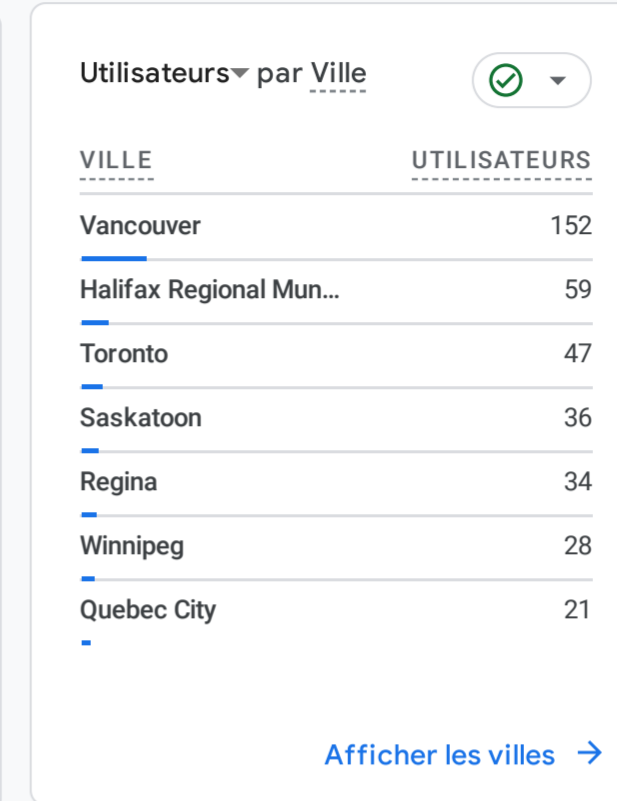 Utilisateurs par Ville
VILLE UTILISATEURS
Vancouver 152
Halifax Regional Mun... 59
Toronto 47
Saskatoon 36
Regina 34
Winnipeg 28
Quebec City 21
Afficher les villes